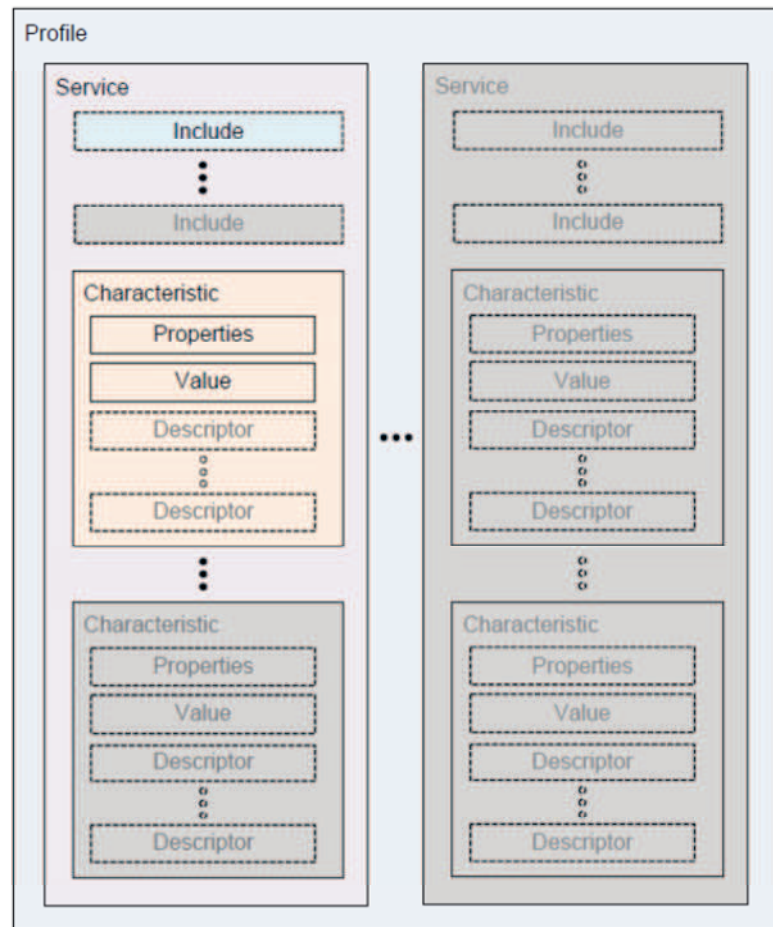 Profile
Service
Include
Include
Characteristic
Properties
Value
Descriptor
Descriptor
Characteristic
Properties
Value
Descriptor
Descriptor
Service
Include
Include
Characteristic
Properties
Value
Descriptor
Descriptor
Characteristic
Properties
Value
Descriptor
Descriptor